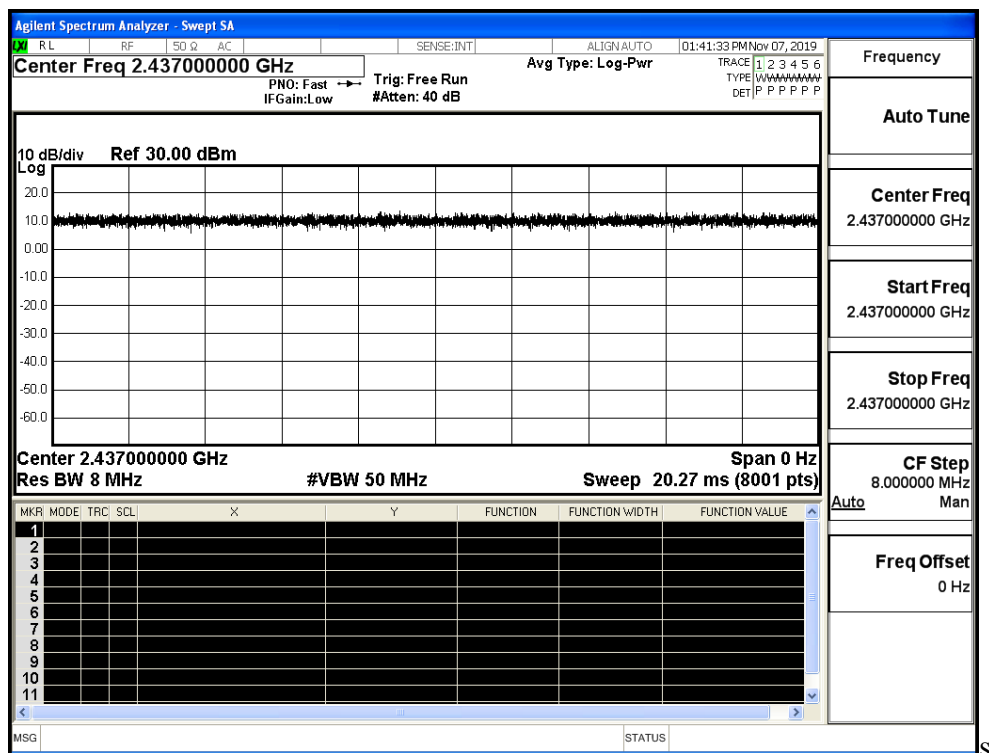 Agilent Spectrum Analyzer - Swept SA
LXI RL RF 50 Ω AC SENSE:INT ALIGN AUTO 01:41:33 PM Nov 07, 2019
Center Freq 2.437000000 GHz Avg Type: Log-Pwr TRACE 1 2 3 4 5 6
PNO: Fast Trig: Free Run TYPE WWWWWW
IFGain:Low #Atten: 40 dB DET P P P P P P
10 dB/div Ref 30.00 dBm
Log
20.0
10.0
0.00
-10.0
-20.0
-30.0
-40.0
-50.0
-60.0
Center 2.437000000 GHz Span 0 Hz
Res BW 8 MHz #VBW 50 MHz Sweep 20.27 ms (8001 pts)
MKR MODE TRC SCL X Y FUNCTION FUNCTION WIDTH FUNCTION VALUE
1
2
3
4
5
6
7
8
9
10
11
MSG STATUS
Frequency
Auto Tune
Center Freq
2.437000000 GHz
Start Freq
2.437000000 GHz
Stop Freq
2.437000000 GHz
CF Step
8.000000 MHz
Auto Man
Freq Offset
0 Hz
s